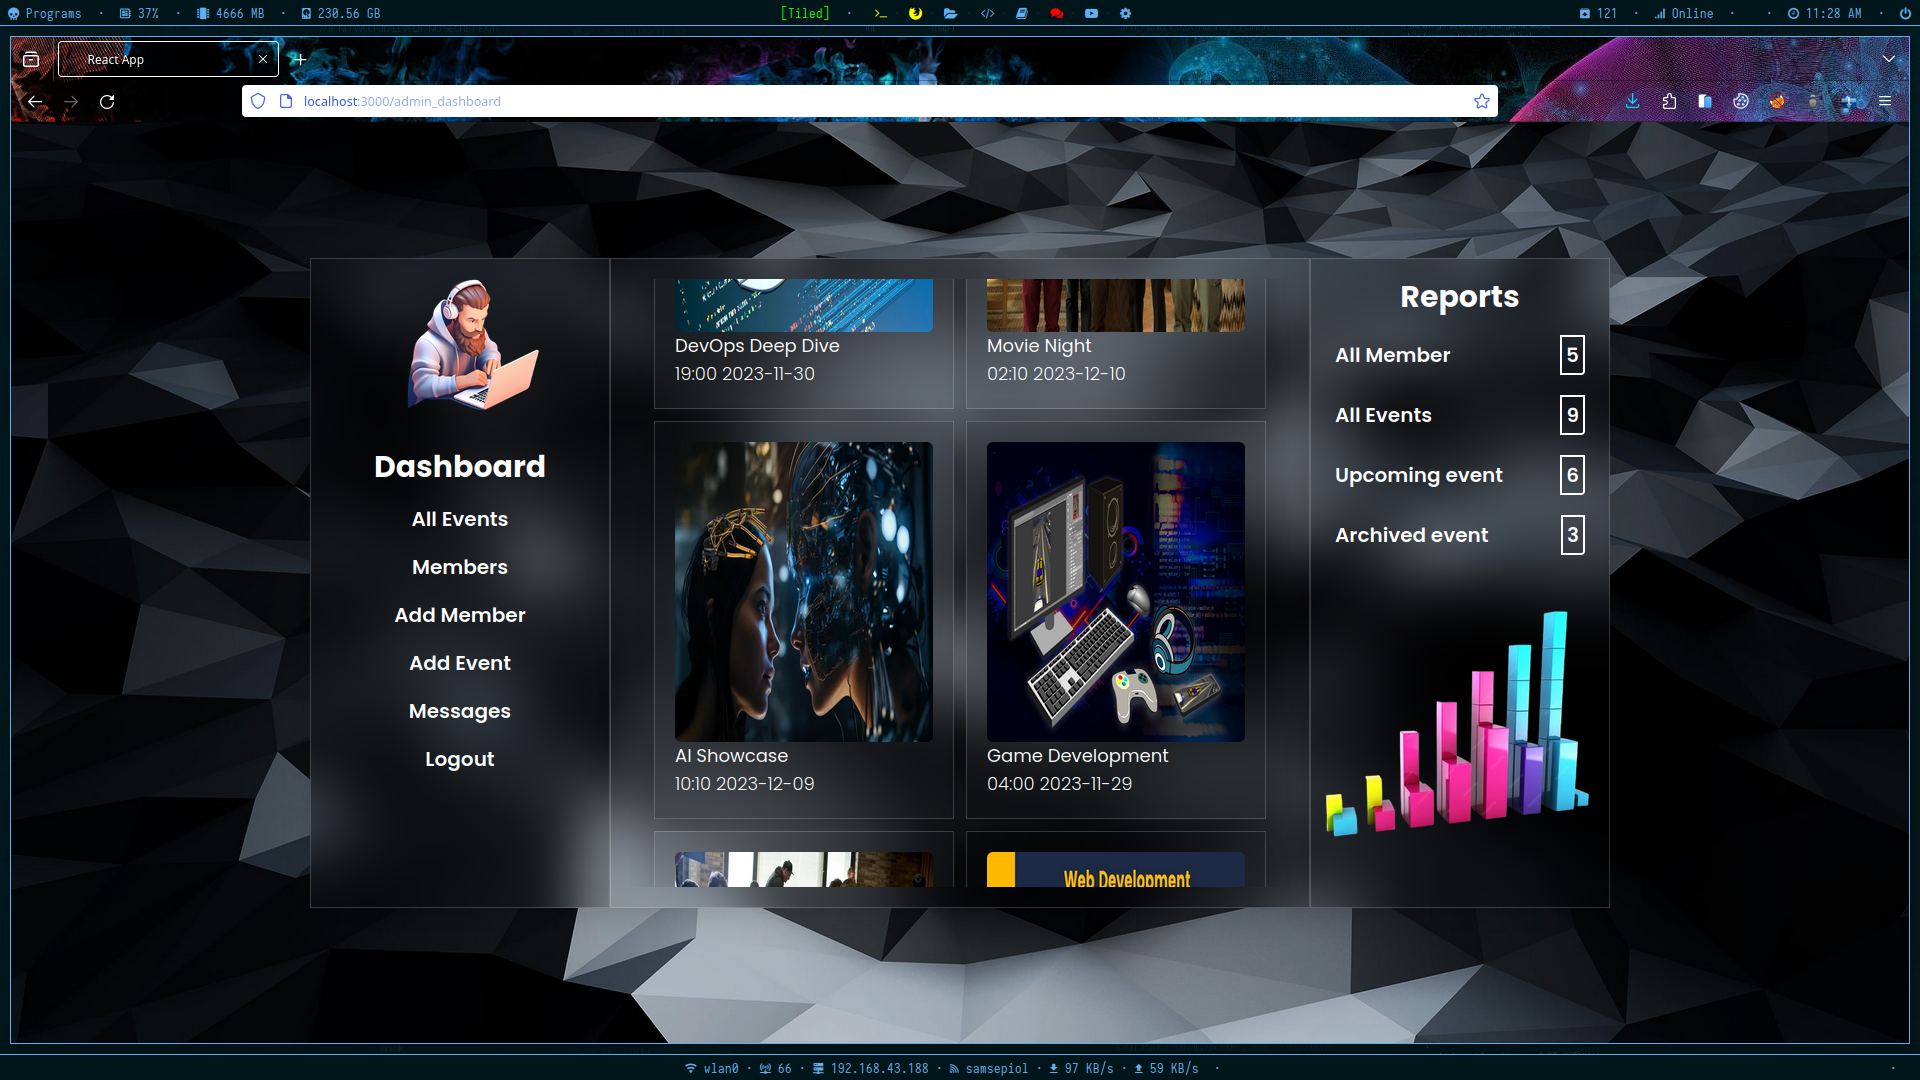 Programs · 37% · 4666 MB · 230.56 GB
[Tiled] ·
121 · Online · · 11:28 AM ·
React App
localhost:3000/admin_dashboard
Dashboard
All Events
Members
Add Member
Add Event
Messages
Logout
DevOps Deep Dive
19:00 2023-11-30
Movie Night
02:10 2023-12-10
AI Showcase
10:10 2023-12-09
Game Development
04:00 2023-11-29
Web Development
Reports
All Member 5
All Events 9
Upcoming event 6
Archived event 3
wlan0 · 66 · 192.168.43.188 · samsepiol · 97 KB/s · 59 KB/s ·